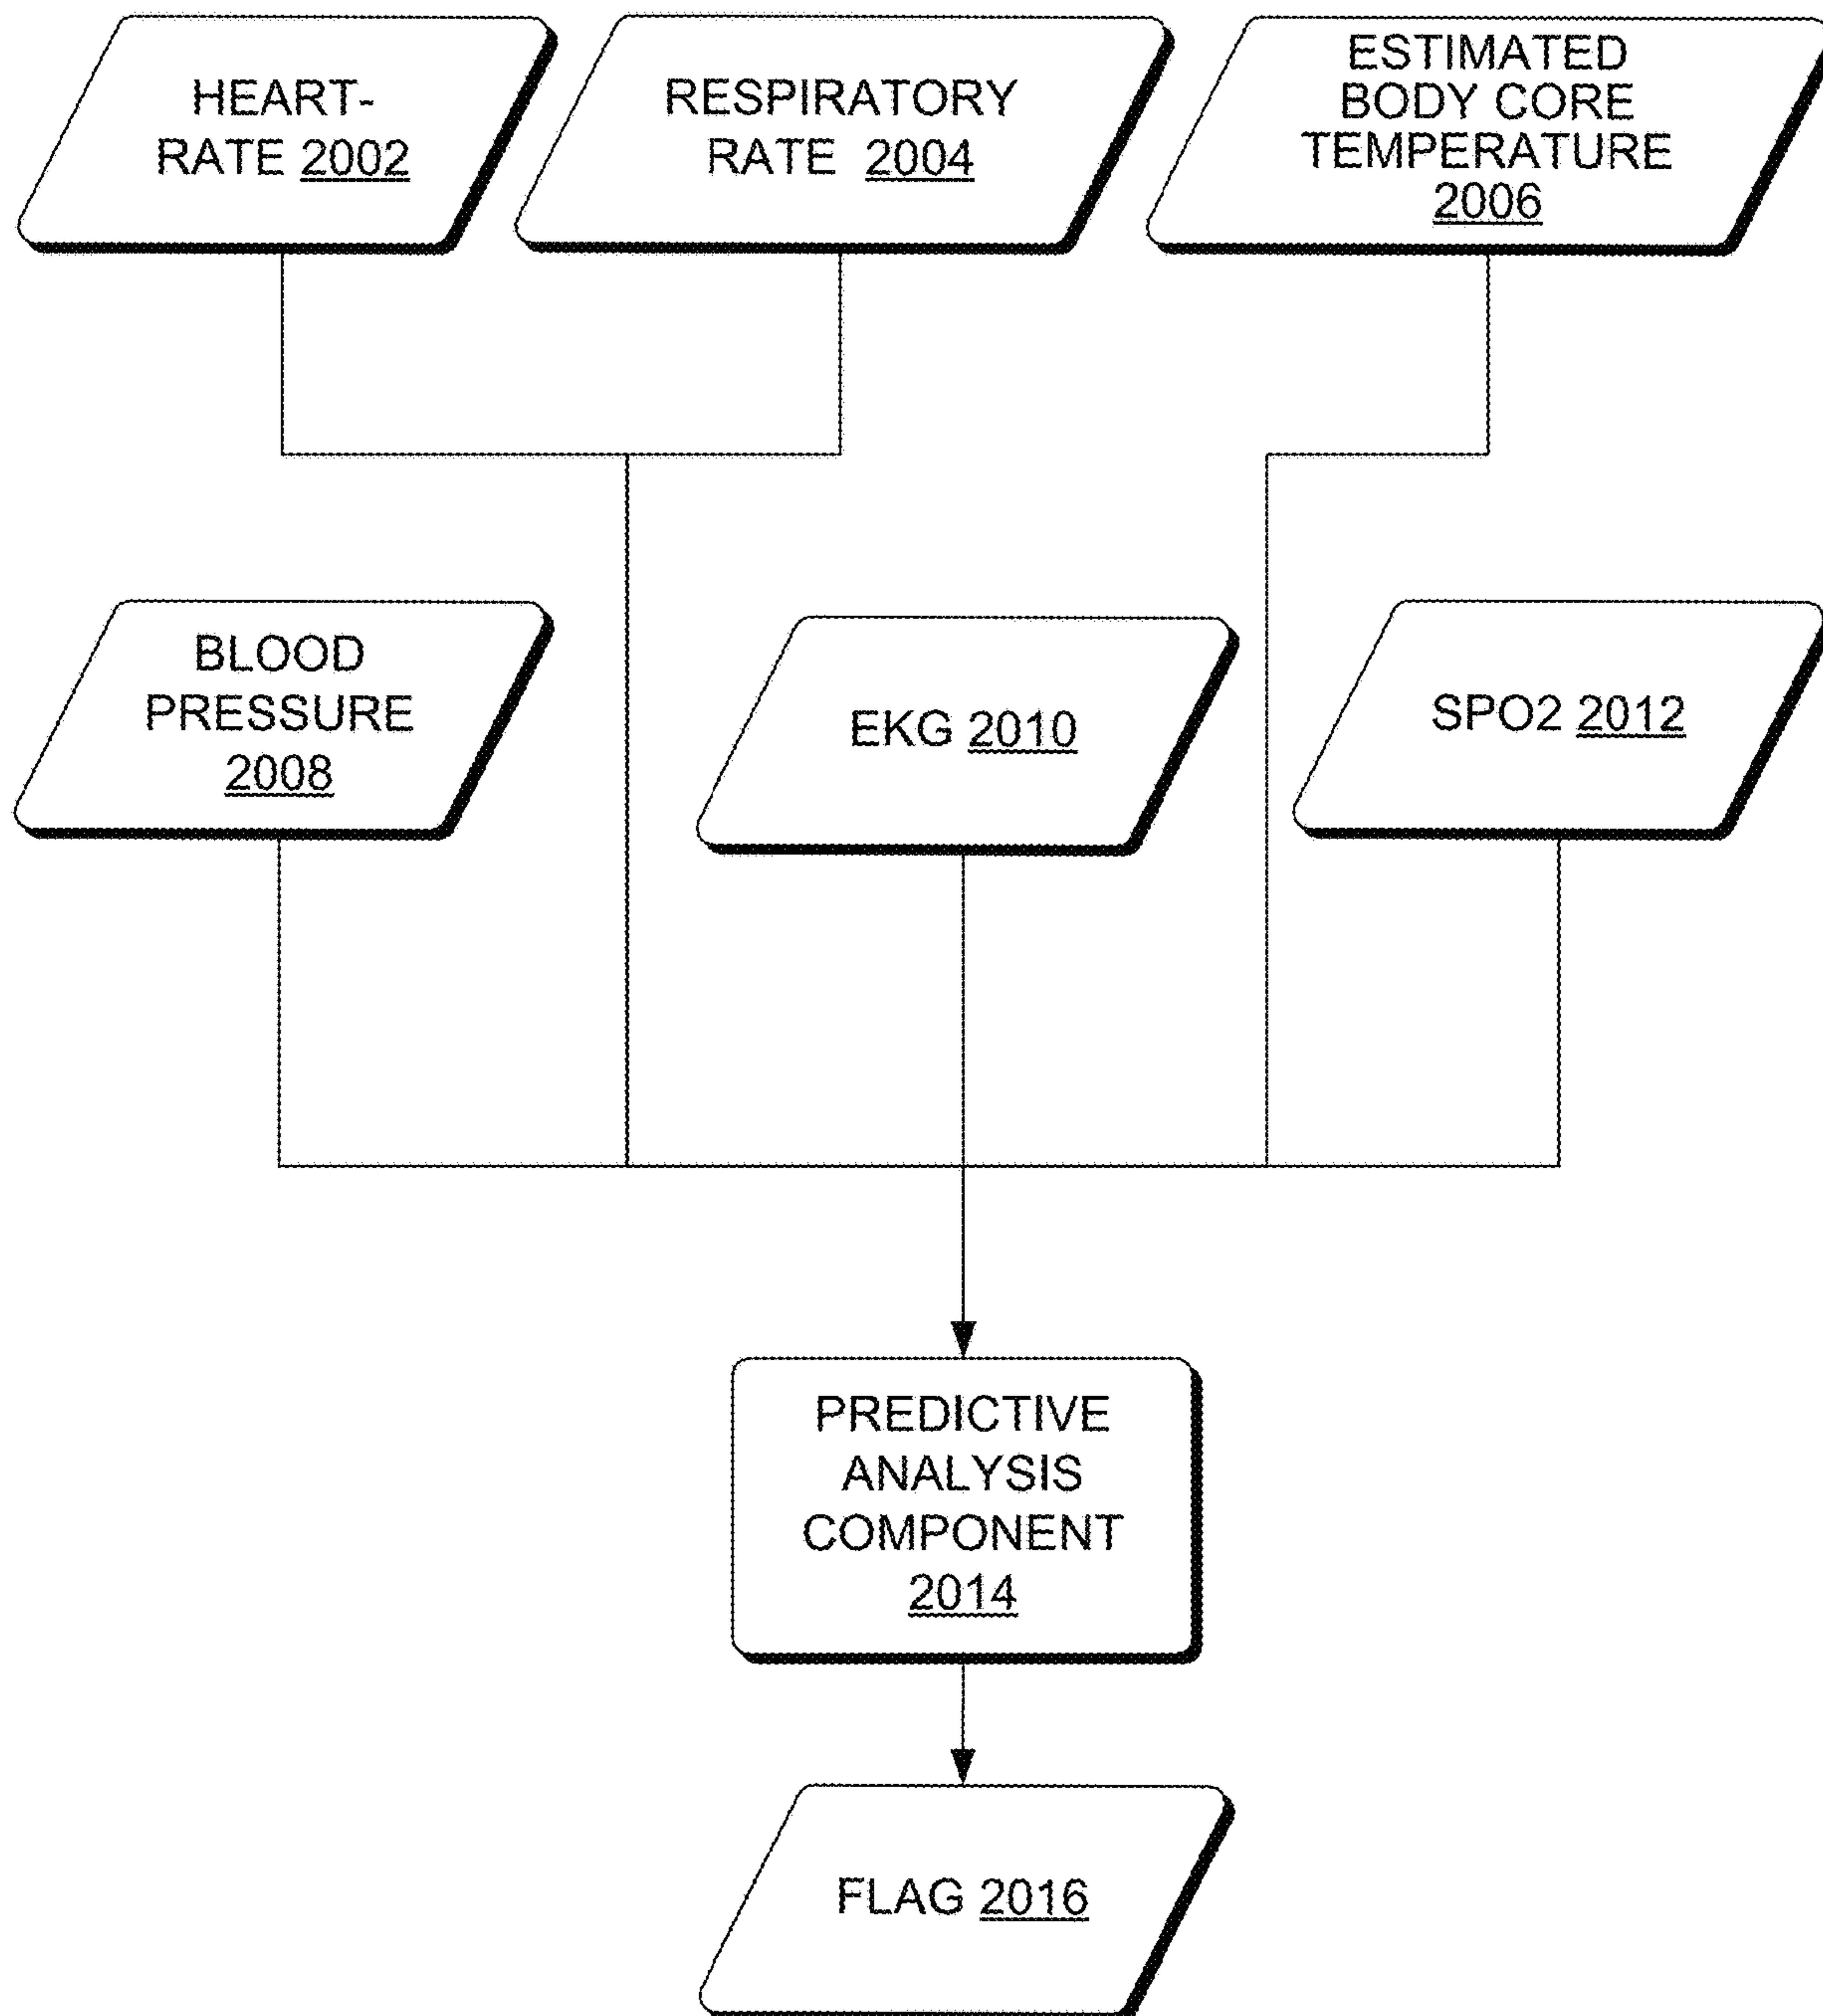 HEART-
RATE 2002
RESPIRATORY
RATE 2004
ESTIMATED
BODY CORE
TEMPERATURE
2006
BLOOD
PRESSURE
2008
EKG 2010
SPO2 2012
PREDICTIVE
ANALYSIS
COMPONENT
2014
FLAG 2016